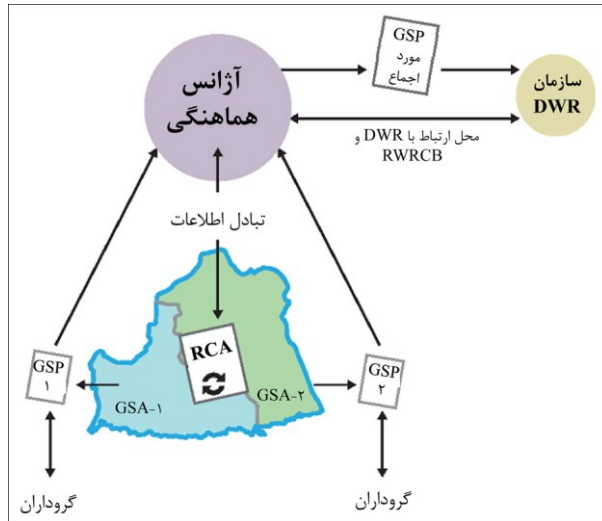 GSP
مورد
اجماع
آژانس
هماهنگی
سازمان
DWR
محل ارتباط با DWR و
RWRCB
تبادل اطلاعات
RCA
GSP
۱
GSA-۱
GSA-۲
GSP
۲
گروداران
گروداران